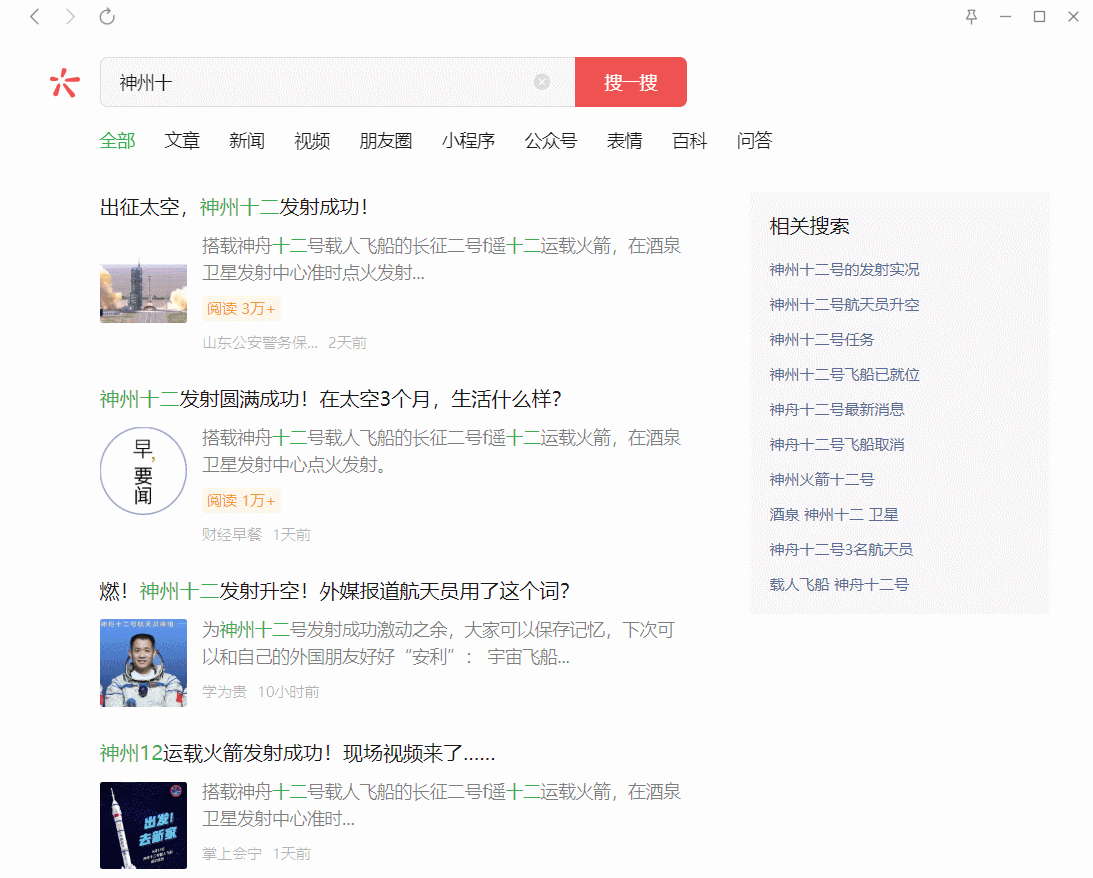 神州十
搜一搜
全部 文章 新闻 视频 朋友圈 小程序 公众号 表情 百科 问答
出征太空，神州十二发射成功！
搭载神舟十二号载人飞船的长征二号f遥十二运载火箭，在酒泉
卫星发射中心准时点火发射...
阅读 3万+
山东公安警务保... 2天前
神州十二发射圆满成功！在太空3个月，生活什么样？
早，
要
闻
搭载神舟十二号载人飞船的长征二号f遥十二运载火箭，在酒泉
卫星发射中心点火发射。
阅读 1万+
财经早餐 1天前
燃！神州十二发射升空！外媒报道航天员用了这个词？
为神州十二号发射成功激动之余，大家可以保存记忆，下次可
以和自己的外国朋友好好“安利”： 宇宙飞船...
学为贵 10小时前
神州12运载火箭发射成功！现场视频来了……
出发！
去新家
搭载神舟十二号载人飞船的长征二号f遥十二运载火箭，在酒泉
卫星发射中心准时...
掌上会宁 1天前
相关搜索
神州十二号的发射实况
神州十二号航天员升空
神州十二号任务
神州十二号飞船已就位
神舟十二号最新消息
神舟十二号飞船取消
神州火箭十二号
酒泉 神州十二 卫星
神舟十二号3名航天员
载人飞船 神舟十二号